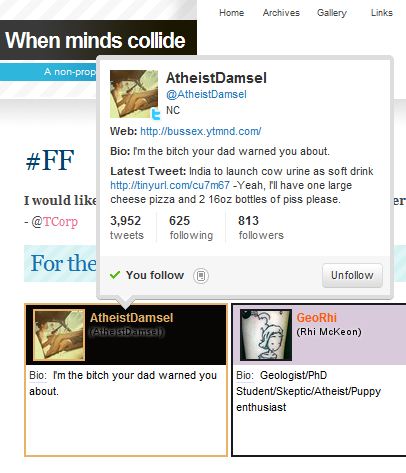 Home Archives Gallery Links
When minds collide
A non-prop
AtheistDamsel
@AtheistDamsel
NC
Web: http://bussex.ytmnd.com/
Bio: I'm the bitch your dad warned you about.
Latest Tweet: India to launch cow urine as soft drink
http://tinyurl.com/cu7m67 -Yeah, I'll have one large
cheese pizza and 2 16oz bottles of piss please.
3,952 625 813
tweets following followers
You follow Unfollow
#FF
I would like
er
- @TCorp
For the
AtheistDamsel
(AtheistDamsel)
Bio: I'm the bitch your dad warned you
about.
GeoRhi
(Rhi McKeon)
Bio: Geologist/PhD
Student/Skeptic/Atheist/Puppy
enthusiast